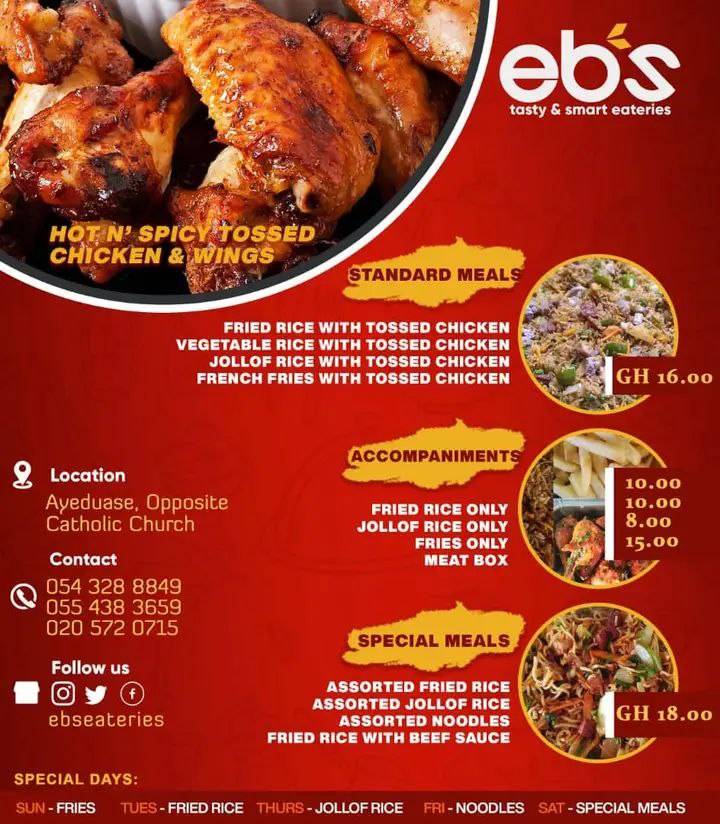 eb's
tasty & smart eateries
HOT N' SPICY TOSSED
CHICKEN & WINGS
STANDARD MEALS
FRIED RICE WITH TOSSED CHICKEN
VEGETABLE RICE WITH TOSSED CHICKEN
JOLLOF RICE WITH TOSSED CHICKEN
FRENCH FRIES WITH TOSSED CHICKEN
GH 16.00
ACCOMPANIMENTS
FRIED RICE ONLY
JOLLOF RICE ONLY
FRIES ONLY
MEAT BOX
10.00
10.00
8.00
15.00
SPECIAL MEALS
ASSORTED FRIED RICE
ASSORTED JOLLOF RICE
ASSORTED NOODLES
FRIED RICE WITH BEEF SAUCE
GH 18.00
Location
Ayeduase, Opposite
Catholic Church
Contact
054 328 8849
055 438 3659
020 572 0715
Follow us
ebseateries
SPECIAL DAYS:
SUN - FRIES TUES - FRIED RICE THURS - JOLLOF RICE FRI - NOODLES SAT - SPECIAL MEALS